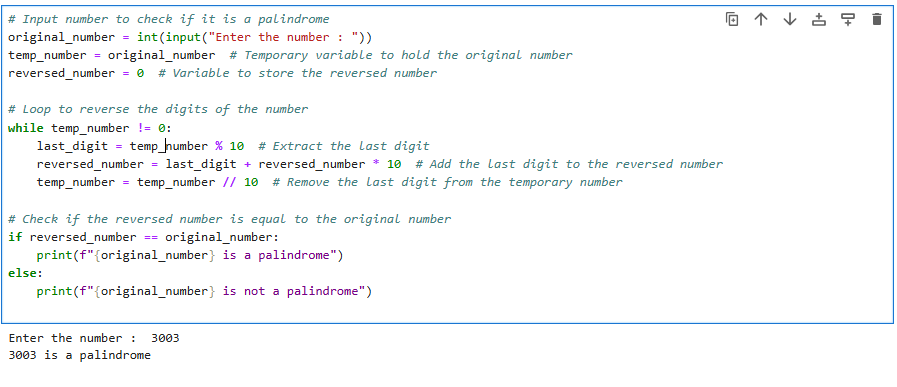 # Input number to check if it is a palindrome
original_number = int(input("Enter the number : "))
temp_number = original_number  # Temporary variable to hold the original number
reversed_number = 0  # Variable to store the reversed number

# Loop to reverse the digits of the number
while temp_number != 0:
    last_digit = temp_number % 10  # Extract the last digit
    reversed_number = last_digit + reversed_number * 10  # Add the last digit to the reversed number
    temp_number = temp_number // 10  # Remove the last digit from the temporary number

# Check if the reversed number is equal to the original number
if reversed_number == original_number:
    print(f"{original_number} is a palindrome")
else:
    print(f"{original_number} is not a palindrome")

Enter the number :  3003
3003 is a palindrome